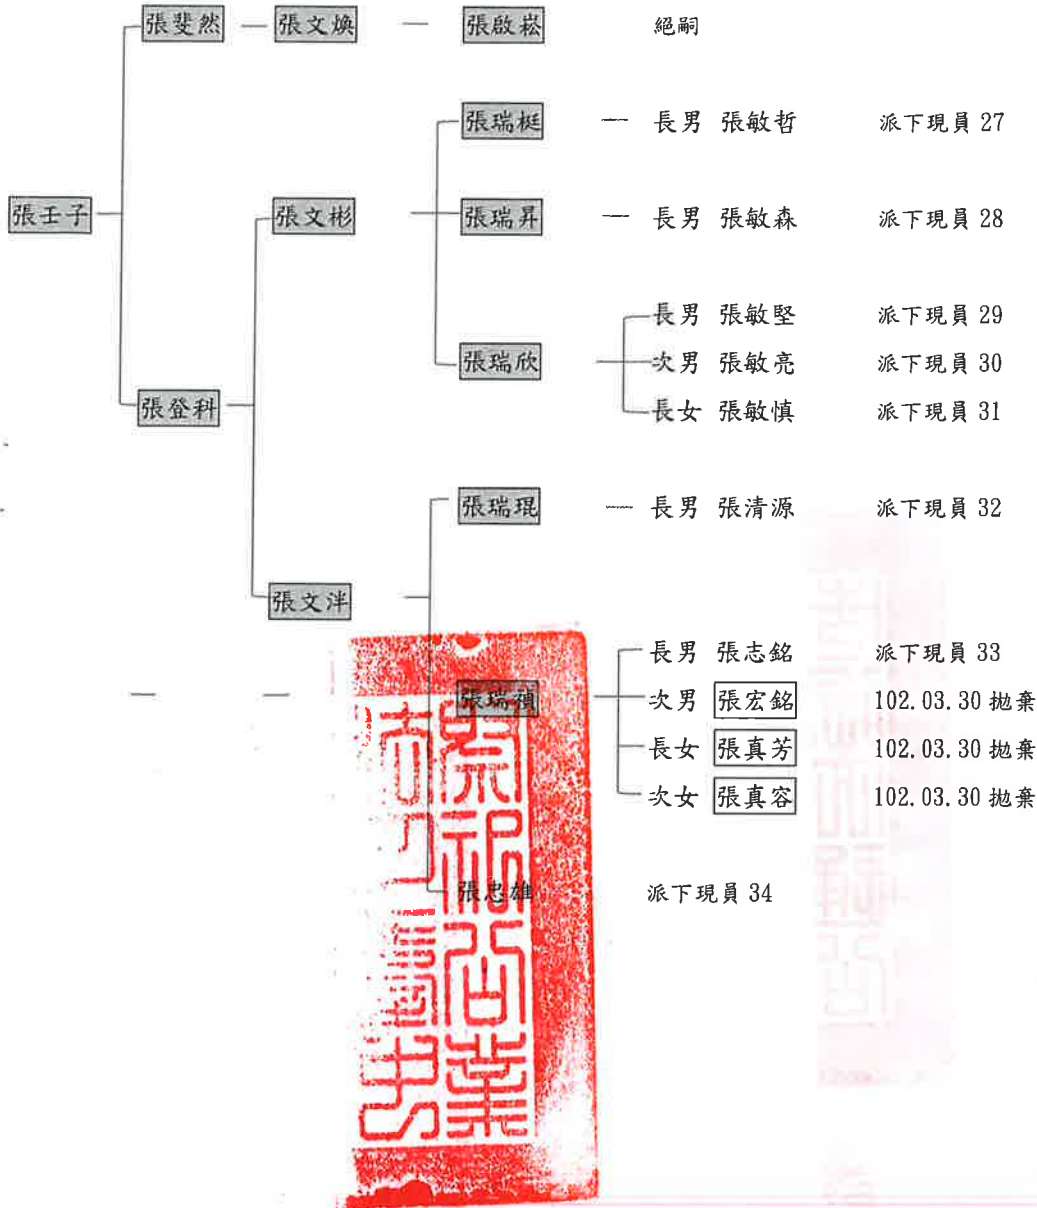 張斐然 — 張文煥 — 張啟崧 絕嗣
張瑞梃 — 長男 張敏哲 派下現員 27
張壬子 張文彬 張瑞昇 — 長男 張敏森 派下現員 28
長男 張敏堅 派下現員 29
張瑞欣 次男 張敏亮 派下現員 30
張登科 長女 張敏慎 派下現員 31
張瑞琨 — 長男 張清源 派下現員 32
張文泮
長男 張志銘 派下現員 33
— — 張瑞禎 次男 張宏銘 102.03.30 拋棄
長女 張真芳 102.03.30 拋棄
次女 張真容 102.03.30 拋棄
張忠雄 派下現員 34
祭祀公業